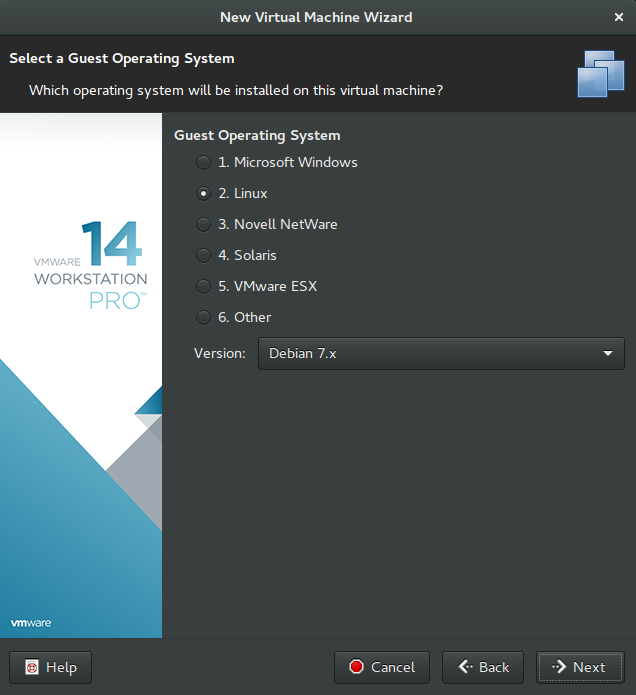 New Virtual Machine Wizard
Select a Guest Operating System
Which operating system will be installed on this virtual machine?
VMWARE 14
WORKSTATION
PRO™
vmware
Guest Operating System
1. Microsoft Windows
2. Linux
3. Novell NetWare
4. Solaris
5. VMware ESX
6. Other
Version: Debian 7.x
Help Cancel Back Next